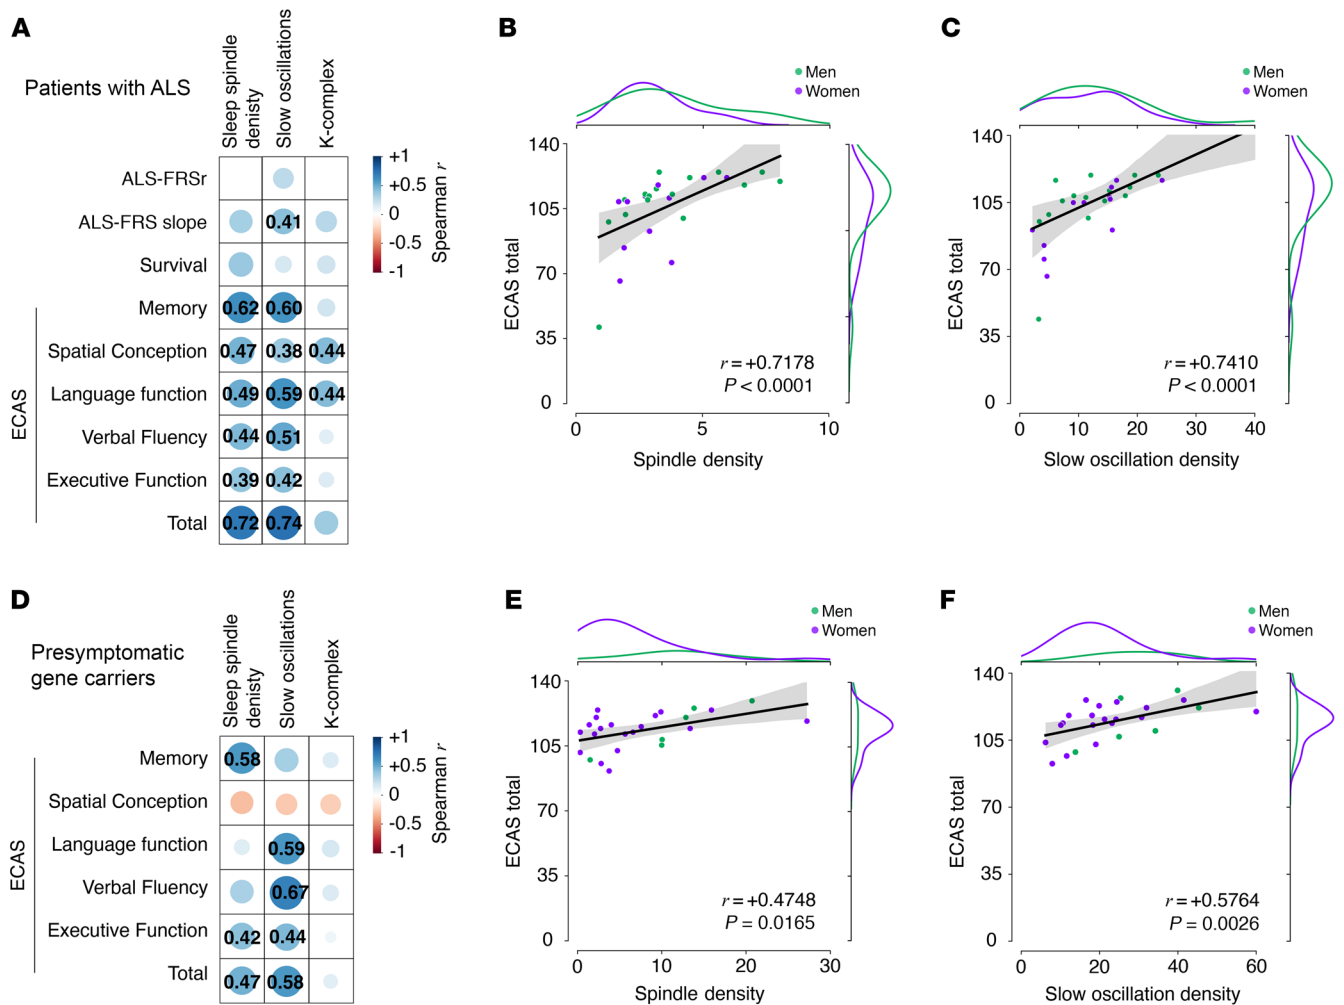 A
Patients with ALS
Sleep spindle
denisty
Slow oscillations
K-complex
ALS-FRSr
ALS-FRS slope
0.41
Survival
Memory
0.62
0.60
Spatial Conception
0.47
0.38
0.44
Language function
0.49
0.59
0.44
Verbal Fluency
0.44
0.51
Executive Function
0.39
0.42
Total
0.72
0.74
ECAS
+1
+0.5
0
-0.5
-1
Spearman r
B
Men
Women
140
105
70
35
0
ECAS total
r = +0.7178
P < 0.0001
0
5
10
Spindle density
C
Men
Women
140
105
70
35
0
ECAS total
r = +0.7410
P < 0.0001
0
10
20
30
40
Slow oscillation density
D
Presymptomatic
gene carriers
Sleep spindle
denisty
Slow oscillations
K-complex
Memory
0.58
Spatial Conception
Language function
0.59
Verbal Fluency
0.67
Executive Function
0.42
0.44
Total
0.47
0.58
ECAS
+1
+0.5
0
-0.5
-1
Spearman r
E
Men
Women
140
105
70
35
0
ECAS total
r = +0.4748
P = 0.0165
0
10
20
30
Spindle density
F
Men
Women
140
105
70
35
0
ECAS total
r = +0.5764
P = 0.0026
0
20
40
60
Slow oscillation density